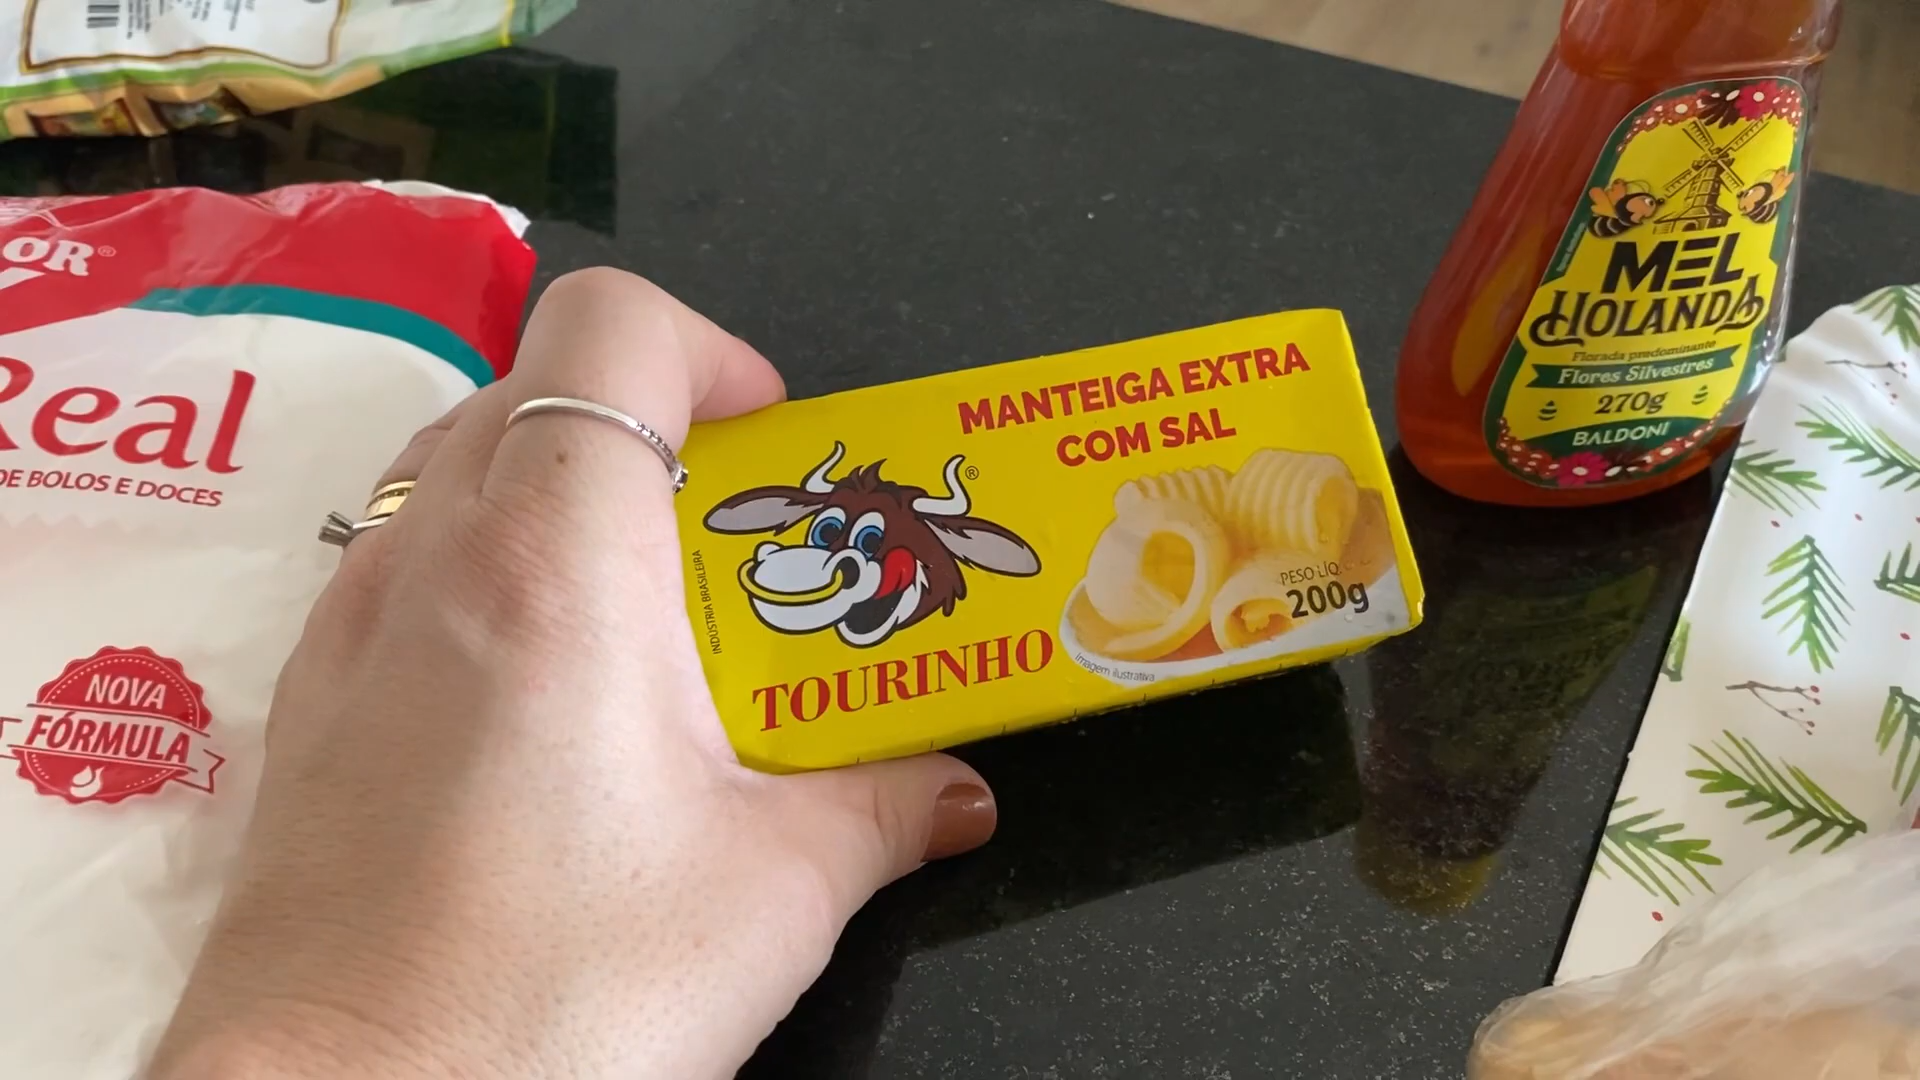 OR®
Real
DE BOLOS E DOCES
NOVA
FÓRMULA
MANTEIGA EXTRA
COM SAL
®
INDÚSTRIA BRASILEIRA
TOURINHO
PESO LÍQ.
200g
Imagem ilustrativa
MEL
HOLANDA
Florada predominante
Flores Silvestres
270g
BALDONI